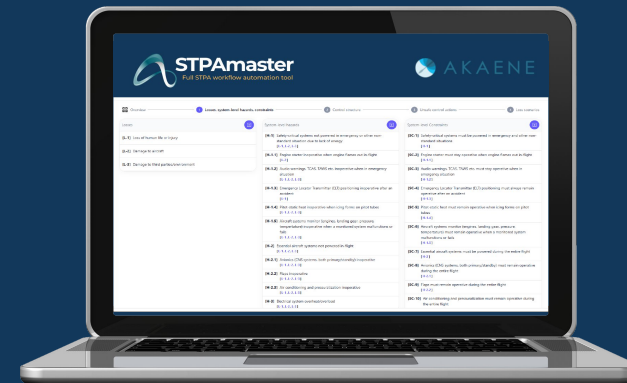 STPAmaster
Full STPA workflow automation tool
AKAENE
Overview
Losses, system-level hazards, constraints
Control structure
Unsafe control actions
Loss scenarios
Losses
[L-1] Loss of human life or injury
[L-2] Damage to aircraft
[L-3] Damage to third party/environment
System-level Hazards
[H-1] Safety-critical systems not powered in emergency or other non-
standard situations due to lack of energy
[H-1.1] Engine starter inoperative when engine flames out in flight
[H-1.2] Audio warnings TCAS, TAWS etc. inoperative when in emergency
situation
[H-1.3] Emergency Locator Transmitter (ELT) positioning inoperative after an
accident
[H-1.4] Pitot-static heat inoperative when icing forms on pilot tubes
[H-1.5] Aircraft systems monitor (engines, landing gear, pressure,
temperature) inoperative when a monitored system malfunctions or
fails
[H-2] Essential aircraft systems not powered in flight
[H-2.1] Avionics (CNI) systems, both primary/standby) inoperative
[H-2.2] Flaps inoperative
[H-2.3] Air conditioning and pressurization inoperative
[H-3] Electrical system overheats/overload
System-level Constraints
[SC-1] Safety-critical systems must be powered in emergency and other non-
standard situations
[SC-2] Engine starter must stay operative when engine flames out in flight
[SC-3] Audio warnings TCAS, TAWS etc. must stay operative when in
emergency situation
[SC-4] Emergency Locator Transmitter (ELT) positioning must always remain
operative after an accident
[SC-5] Pitot-static heat must remain operative when icing forms on pilot
tubes
[SC-6] Aircraft systems monitor (engines, landing gear, pressure,
temperature) must remain operative when a monitored system
malfunctions or fails
[SC-7] Essential aircraft systems must be powered during the entire flight
[SC-8] Avionics (CNI) systems, both primary/standby) must remain operative
during the entire flight
[SC-9] Flaps must remain operative during the entire flight
[SC-10] Air conditioning and pressurization must remain operative during
the entire flight